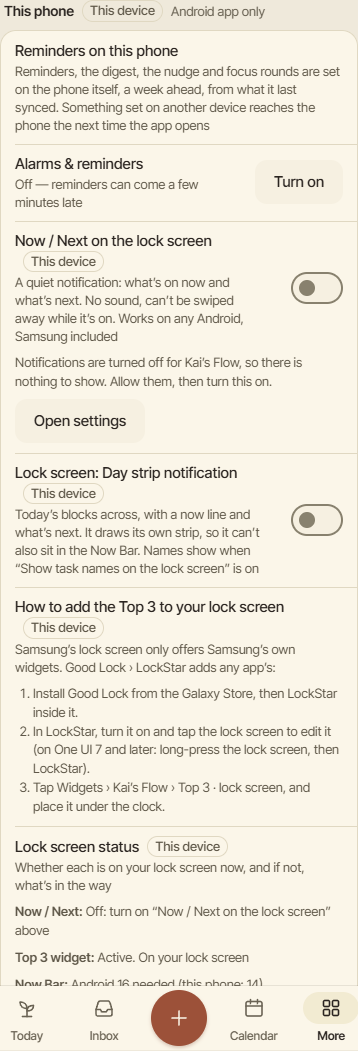 This phone This device Android app only
Reminders on this phone
Reminders, the digest, the nudge and focus rounds are set
on the phone itself, a week ahead, from what it last
synced. Something set on another device reaches the
phone the next time the app opens
Alarms & reminders
Off — reminders can come a few
minutes late
Turn on
Now / Next on the lock screen
This device
A quiet notification: what's on now and
what's next. No sound, can't be swiped
away while it's on. Works on any Android,
Samsung included
Notifications are turned off for Kai's Flow, so there is
nothing to show. Allow them, then turn this on.
Open settings
Lock screen: Day strip notification
This device
Today's blocks across, with a now line and
what's next. It draws its own strip, so it can't
also sit in the Now Bar. Names show when
“Show task names on the lock screen” is on
How to add the Top 3 to your lock screen
This device
Samsung's lock screen only offers Samsung's own
widgets. Good Lock › LockStar adds any app's:
1. Install Good Lock from the Galaxy Store, then LockStar
inside it.
2. In LockStar, turn it on and tap the lock screen to edit it
(on One UI 7 and later: long-press the lock screen, then
LockStar).
3. Tap Widgets › Kai's Flow › Top 3 · lock screen, and
place it under the clock.
Lock screen status This device
Whether each is on your lock screen now, and if not,
what's in the way
Now / Next: Off: turn on “Now / Next on the lock screen”
above
Top 3 widget: Active. On your lock screen
Now Bar: Android 16 needed (this phone: 14)
Today Inbox Calendar More